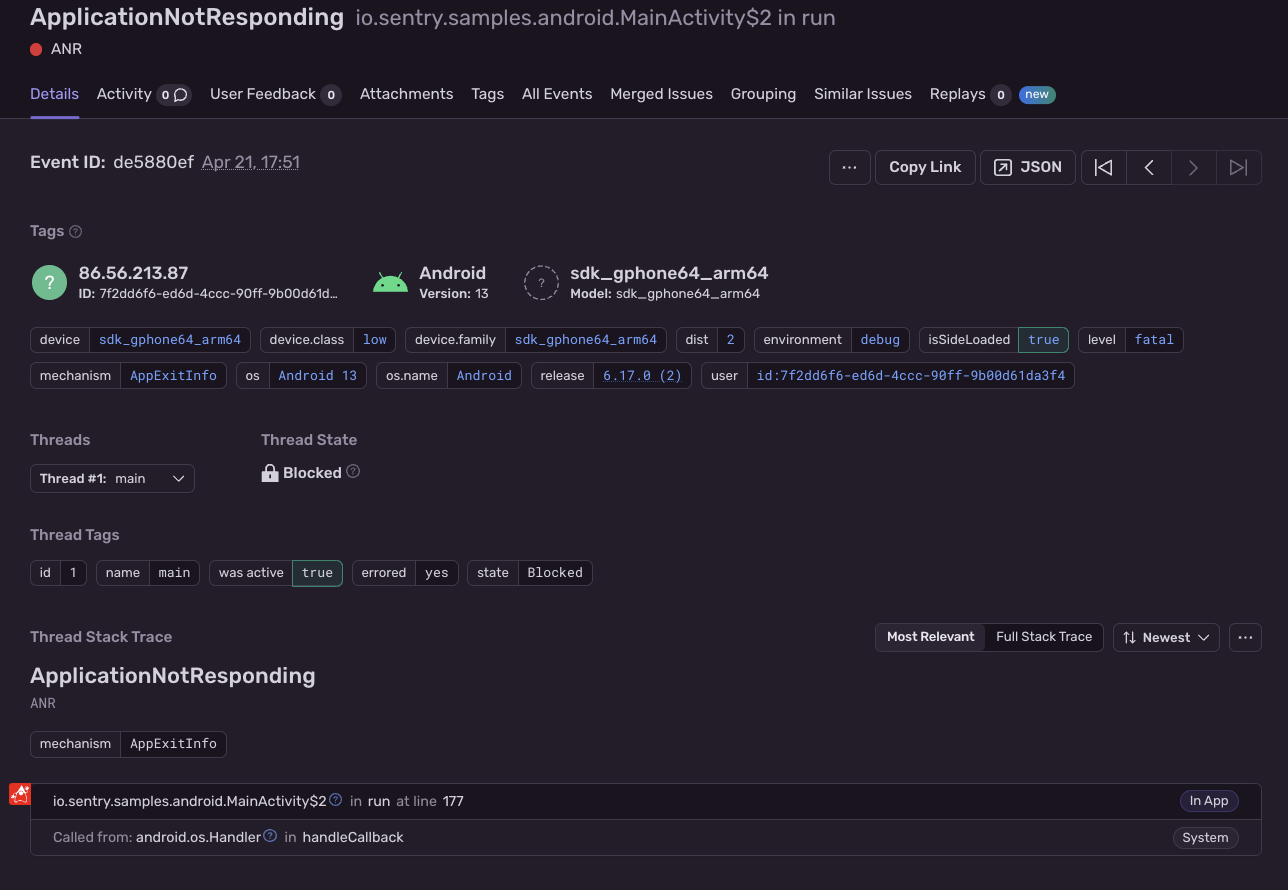 ApplicationNotResponding io.sentry.samples.android.MainActivity$2 in run
ANR
Details Activity 0 User Feedback 0 Attachments Tags All Events Merged Issues Grouping Similar Issues Replays 0 new
Event ID: de5880ef Apr 21, 17:51
... Copy Link JSON
Tags ?
? 86.56.213.87
ID: 7f2dd6f6-ed6d-4ccc-90ff-9b00d61d...
Android
Version: 13
? sdk_gphone64_arm64
Model: sdk_gphone64_arm64
device sdk_gphone64_arm64 device.class low device.family sdk_gphone64_arm64 dist 2 environment debug isSideLoaded true level fatal
mechanism AppExitInfo os Android 13 os.name Android release 6.17.0 (2) user id:7f2dd6f6-ed6d-4ccc-90ff-9b00d61da3f4
Threads Thread State
Thread #1: main Blocked ?
Thread Tags
id 1 name main was active true errored yes state Blocked
Thread Stack Trace Most Relevant Full Stack Trace Newest ...
ApplicationNotResponding
ANR
mechanism AppExitInfo
io.sentry.samples.android.MainActivity$2 ? in run at line 177 In App
Called from: android.os.Handler ? in handleCallback System